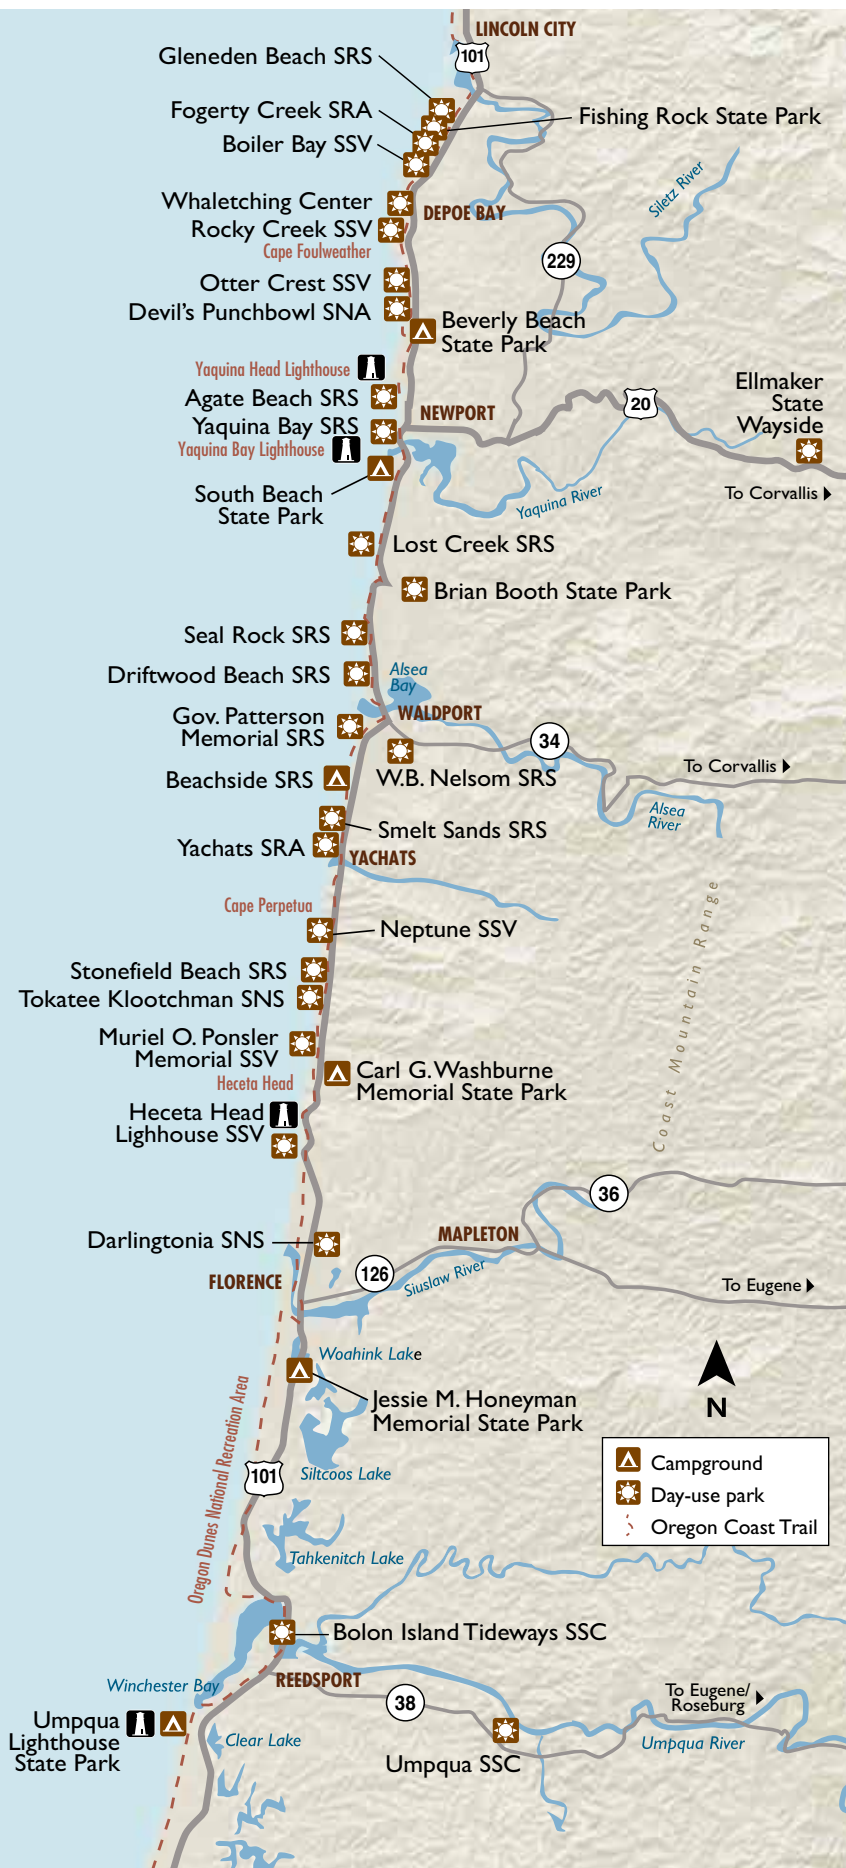 LINCOLN CITY
101
Gleneden Beach SRS
Fogerty Creek SRA
Fishing Rock State Park
Boiler Bay SSV
Siletz River
Whaletching Center
DEPOE BAY
Rocky Creek SSV
Cape Foulweather
229
Otter Crest SSV
Devil's Punchbowl SNA
Beverly Beach
State Park
Yaquina Head Lighthouse
Agate Beach SRS
NEWPORT
20
Ellmaker
State
Wayside
Yaquina Bay SRS
Yaquina Bay Lighthouse
South Beach
State Park
Yaquina River
To Corvallis
Lost Creek SRS
Brian Booth State Park
Seal Rock SRS
Driftwood Beach SRS
Alsea
Bay
Gov. Patterson
Memorial SRS
WALDPORT
34
W.B. Nelsom SRS
To Corvallis
Beachside SRS
Alsea
River
Smelt Sands SRS
Yachats SRA
YACHATS
Cape Perpetua
Neptune SSV
Coast Mountain Range
Stonefield Beach SRS
Tokatee Klootchman SNS
Muriel O. Ponsler
Memorial SSV
Carl G. Washburne
Memorial State Park
Heceta Head
Heceta Head
Lighhouse SSV
36
MAPLETON
Darlingtonia SNS
126
Siuslaw River
FLORENCE
To Eugene
Woahink Lake
N
Jessie M. Honeyman
Memorial State Park
Oregon Dunes National Recreation Area
101
Siltcoos Lake
Campground
Day-use park
Oregon Coast Trail
Tahkenitch Lake
Bolon Island Tideways SSC
Winchester Bay
REEDSPORT
38
To Eugene/
Roseburg
Umpqua
Lighthouse
State Park
Clear Lake
Umpqua River
Umpqua SSC